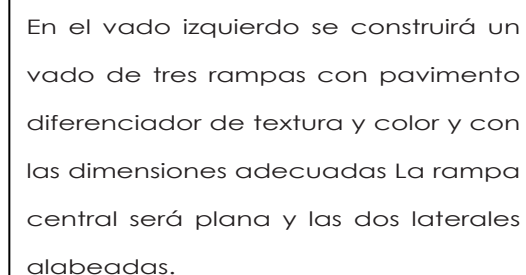 En el vado izquierdo se construirá un
vado de tres rampas con pavimento
diferenciador de textura y color y con
las dimensiones adecuadas La rampa
central será plana y las dos laterales
alabeadas.